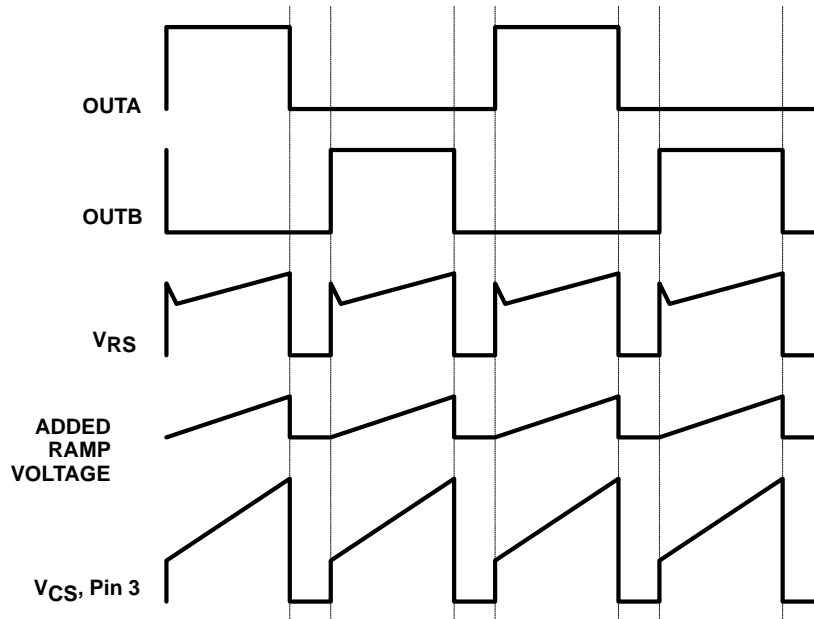 OUTA
OUTB
VRS
ADDED
RAMP
VOLTAGE
VCS, Pin 3